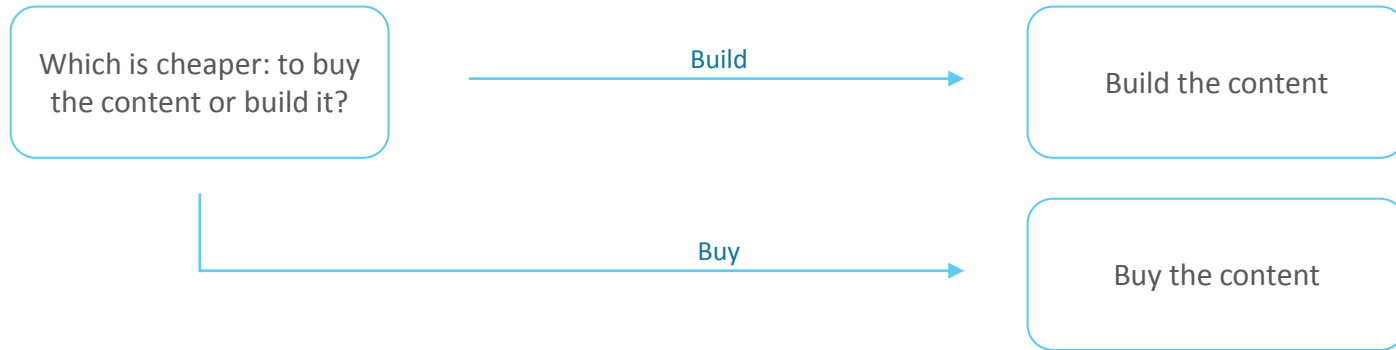 Which is cheaper: to buy
the content or build it?
Build
Build the content
Buy
Buy the content